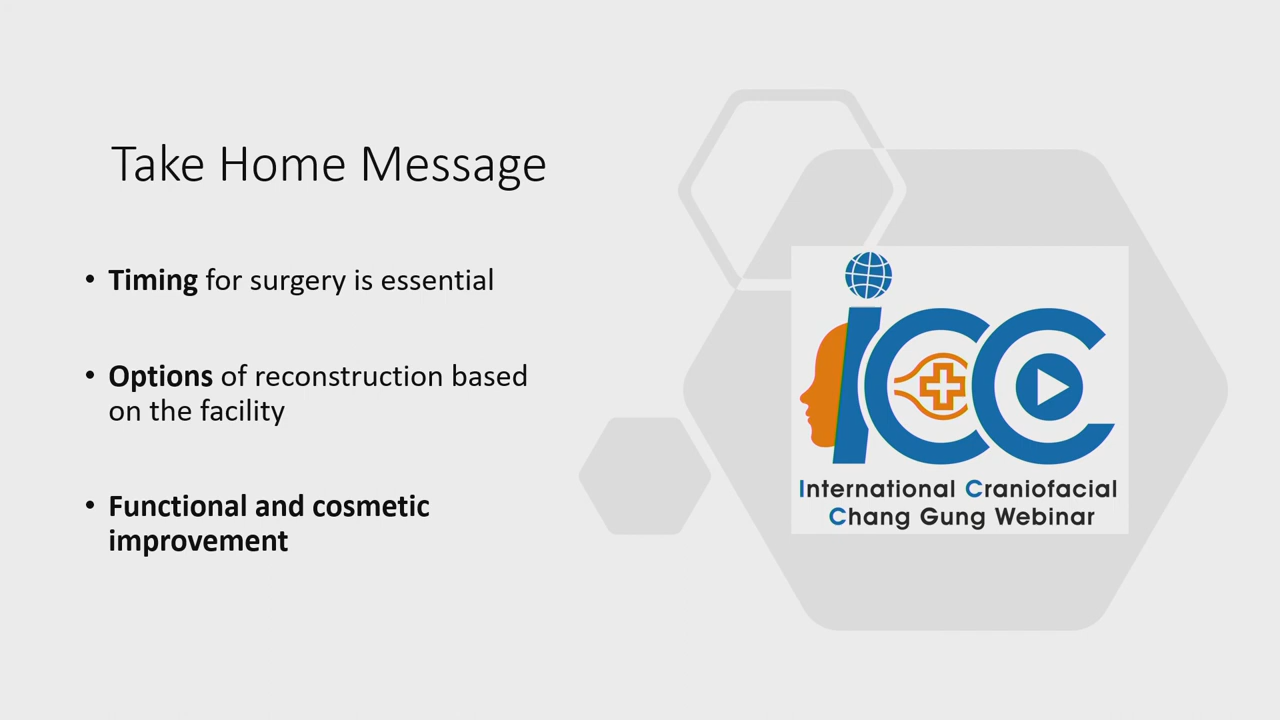 Take Home Message
• Timing for surgery is essential
• Options of reconstruction based
on the facility
• Functional and cosmetic
improvement
iCC
International Craniofacial
Chang Gung Webinar